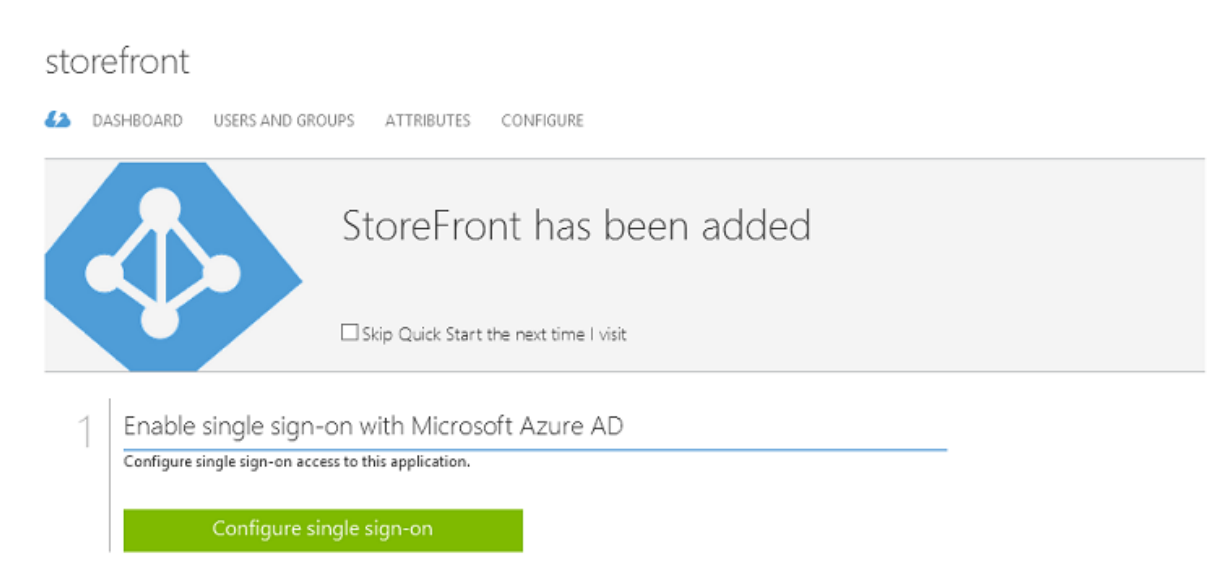 storefront
DASHBOARD USERS AND GROUPS ATTRIBUTES CONFIGURE
StoreFront has been added
Skip Quick Start the next time I visit
1 Enable single sign-on with Microsoft Azure AD
Configure single sign-on access to this application.
Configure single sign-on